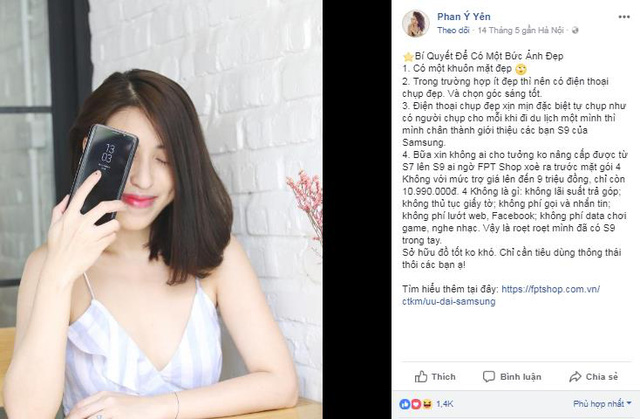 Phan Ý Yên
Theo dõi · 14 Tháng 5 gần Hà Nội ·
Bí Quyết Để Có Một Bức Ảnh Đẹp
1. Có một khuôn mặt đẹp
2. Trong trường hợp ít đẹp thì nên có điện thoại
chụp đẹp. Và chọn góc sáng tốt.
3. Điện thoại chụp đẹp xịn mịn đặc biệt tự chụp như
có người chụp cho mỗi khi đi du lịch một mình thì
mình chân thành giới thiệu các bạn S9 của
Samsung.
4. Bữa xin không ai cho tưởng ko nâng cấp được từ
S7 lên S9 ai ngờ FPT Shop xoè ra trước mặt gói 4
Không với mức trợ giá lên đến 9 triệu đồng, chỉ còn
10.990.000đ. 4 Không là gì: không lãi suất trả góp;
không thủ tục giấy tờ; không phí gọi và nhắn tin;
không phí lướt web, Facebook; không phí data chơi
game, nghe nhạc. Vậy là roẹt roẹt mình đã có S9
trong tay.
Sở hữu đồ tốt ko khó. Chỉ cần tiêu dùng thông thái
thôi các bạn ạ!
Tìm hiểu thêm tại đây: https://fptshop.com.vn/
ctkm/uu-dai-samsung
Thích Bình luận Chia sẻ
1,4K Phù hợp nhất
13
03